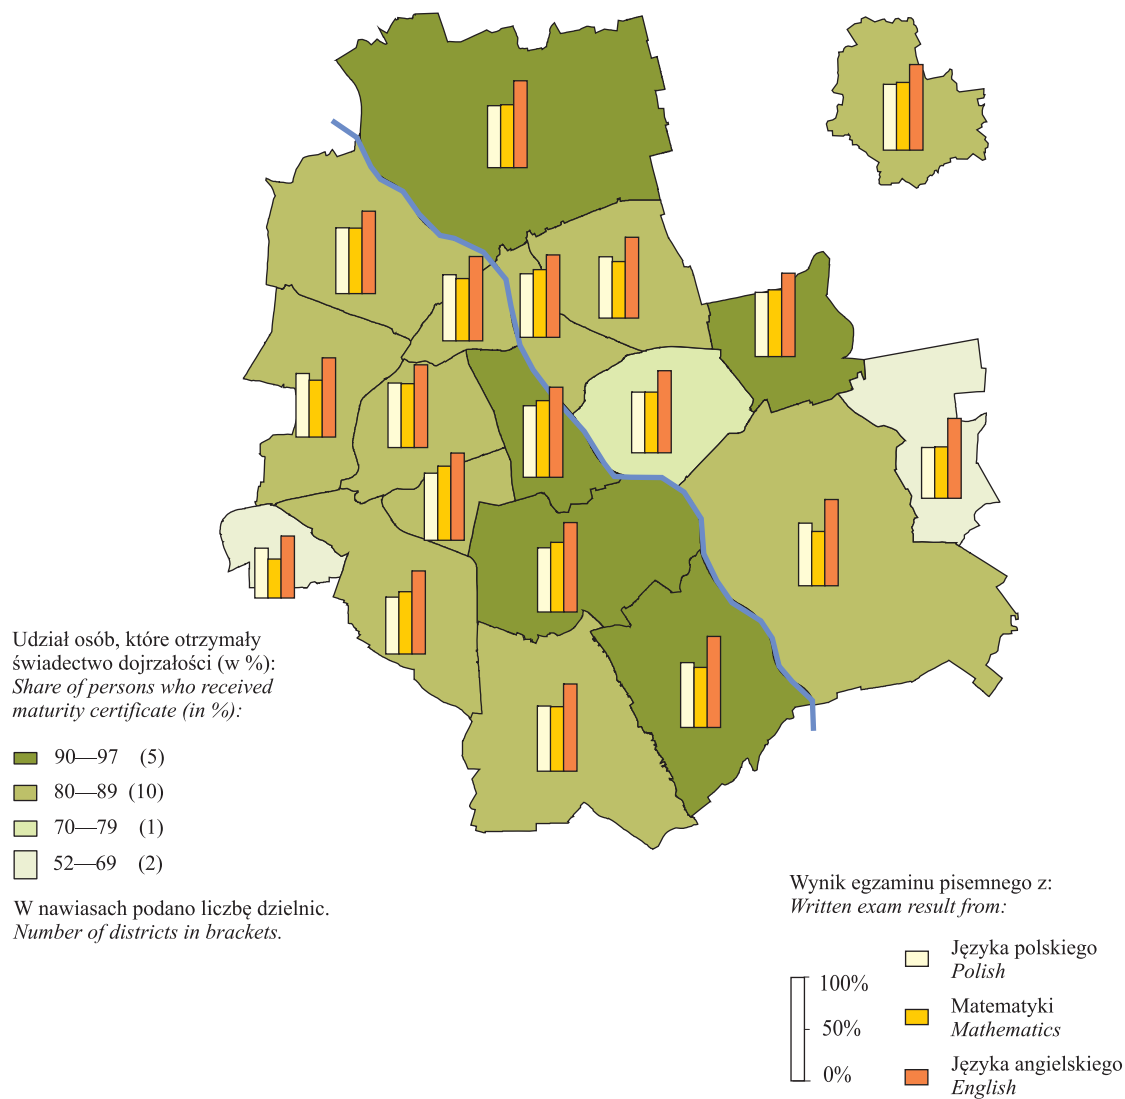 Udział osób, które otrzymały
świadectwo dojrzałości (w %):
Share of persons who received
maturity certificate (in %):
90—97 (5)
80—89 (10)
70—79 (1)
52—69 (2)
W nawiasach podano liczbę dzielnic.
Number of districts in brackets.
Wynik egzaminu pisemnego z:
Written exam result from:
100%
50%
0%
Języka polskiego
Polish
Matematyki
Mathematics
Języka angielskiego
English